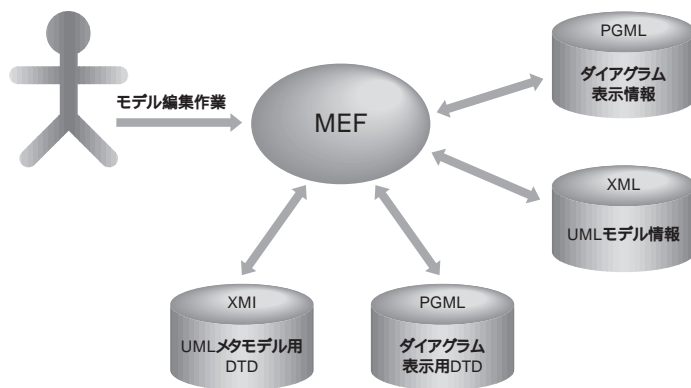 PGML
ダイアグラム
表示情報
モデル編集作業
MEF
XML
UMLモデル情報
XMI
UMLメタモデル用
DTD
PGML
ダイアグラム
表示用DTD